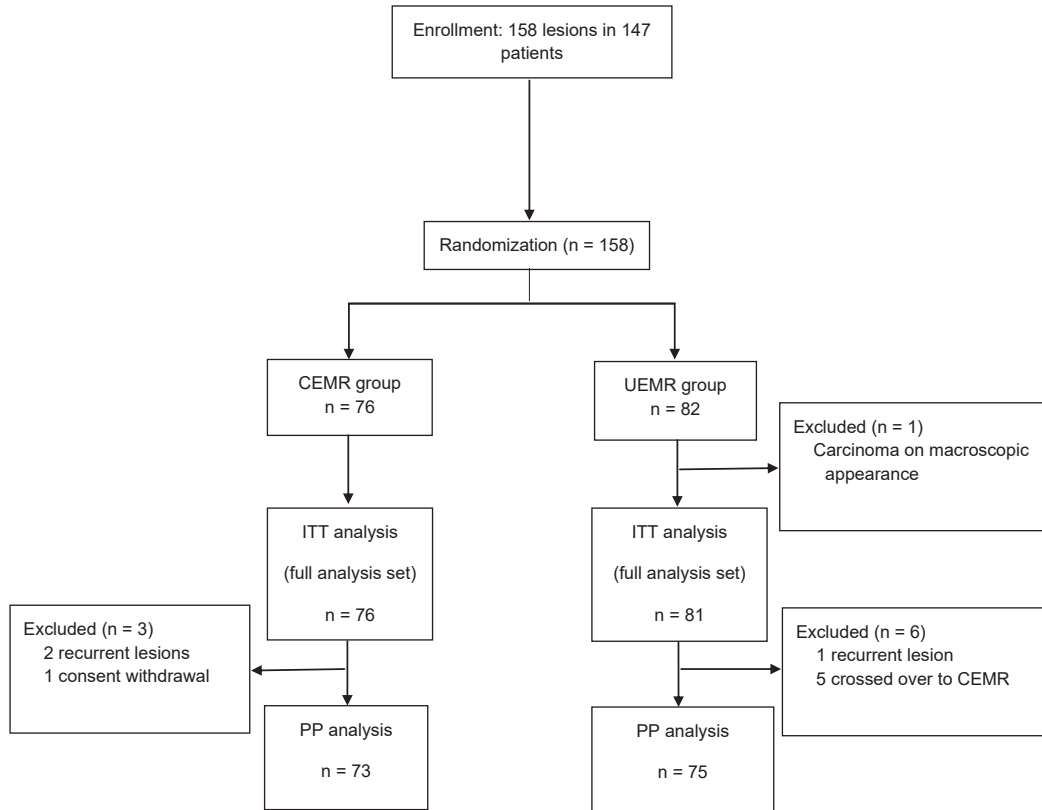 Enrollment: 158 lesions in 147
patients
Randomization (n = 158)
CEMR group
n = 76
UEMR group
n = 82
Excluded (n = 1)
Carcinoma on macroscopic
appearance
ITT analysis
(full analysis set)
n = 76
ITT analysis
(full analysis set)
n = 81
Excluded (n = 3)
2 recurrent lesions
1 consent withdrawal
Excluded (n = 6)
1 recurrent lesion
5 crossed over to CEMR
PP analysis
n = 73
PP analysis
n = 75